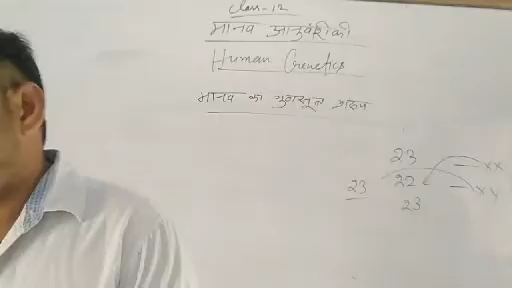 Class-12
मानव आनुवंशिकी
Human Genetics
मानव का गुणसूत्र प्रारूप
23
23 22 xx
xy
23